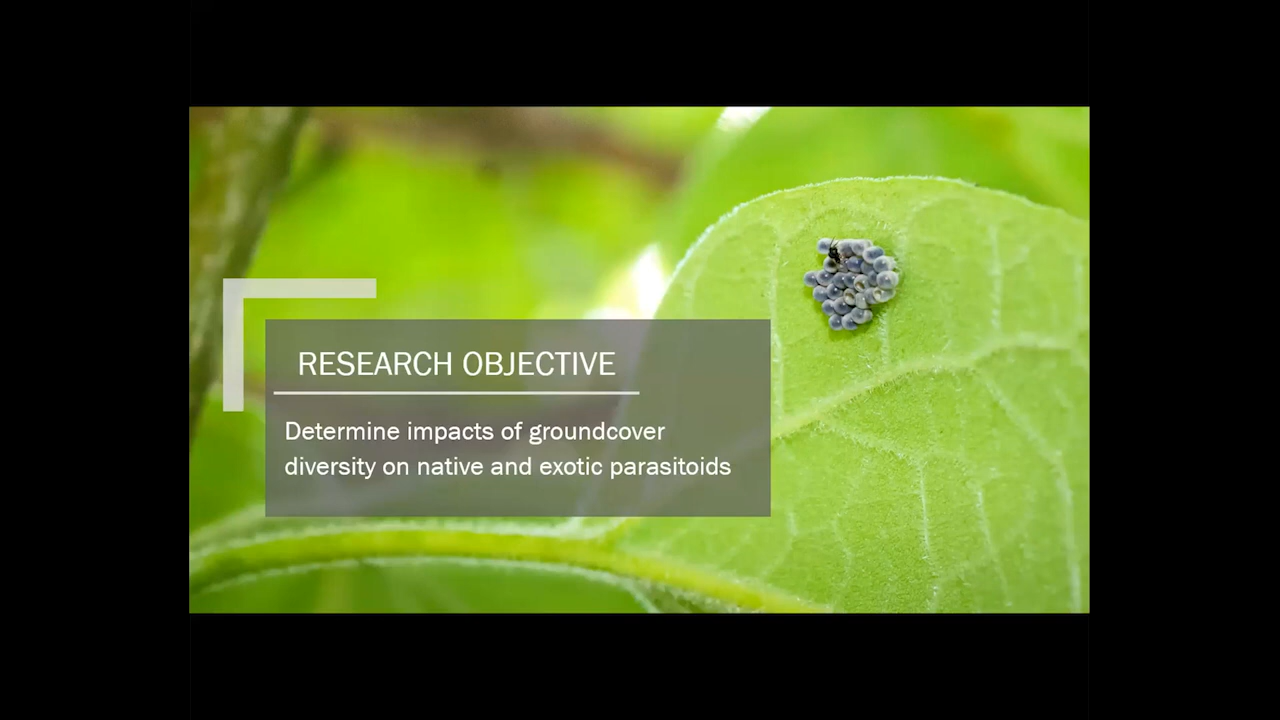 RESEARCH OBJECTIVE
Determine impacts of groundcover
diversity on native and exotic parasitoids